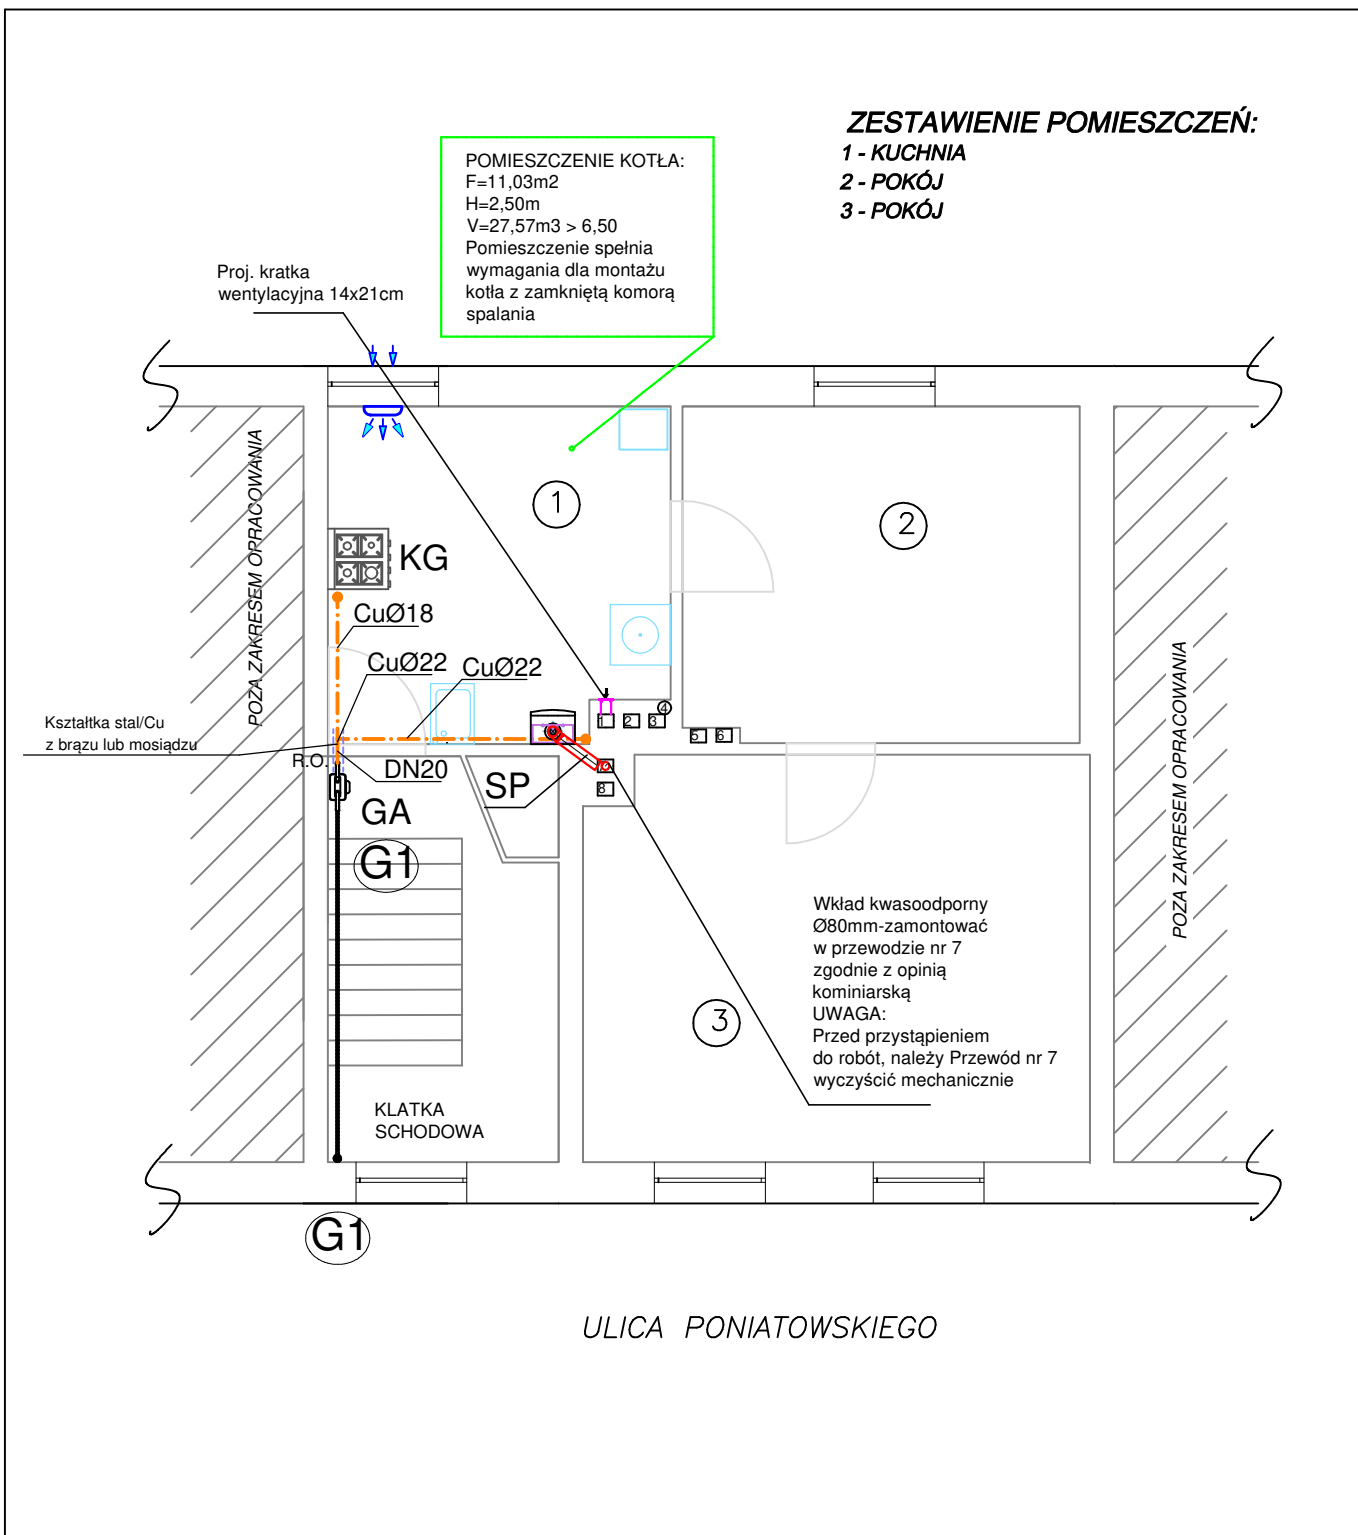 ZESTAWIENIE POMIESZCZEŃ:
1 - KUCHNIA
2 - POKÓJ
3 - POKÓJ
POMIESZCZENIE KOTŁA:
F=11,03m2
H=2,50m
V=27,57m3 > 6,50
Pomieszczenie spełnia
wymagania dla montażu
kotła z zamkniętą komorą
spalania
Proj. kratka
wentylacyjna 14x21cm
POZA ZAKRESEM OPRACOWANIA
1
2
KG
CuØ18
CuØ22
CuØ22
Kształtka stal/Cu
z brązu lub mosiądzu
R.O.
DN20
GA
G1
SP
1
2
3
4
5
6
8
POZA ZAKRESEM OPRACOWANIA
3
Wkład kwasoodporny
Ø80mm-zamontować
w przewodzie nr 7
zgodnie z opinią
kominiarską
UWAGA:
Przed przystąpieniem
do robót, należy Przewód nr 7
wyczyścić mechanicznie
KLATKA
SCHODOWA
G1
ULICA PONIATOWSKIEGO